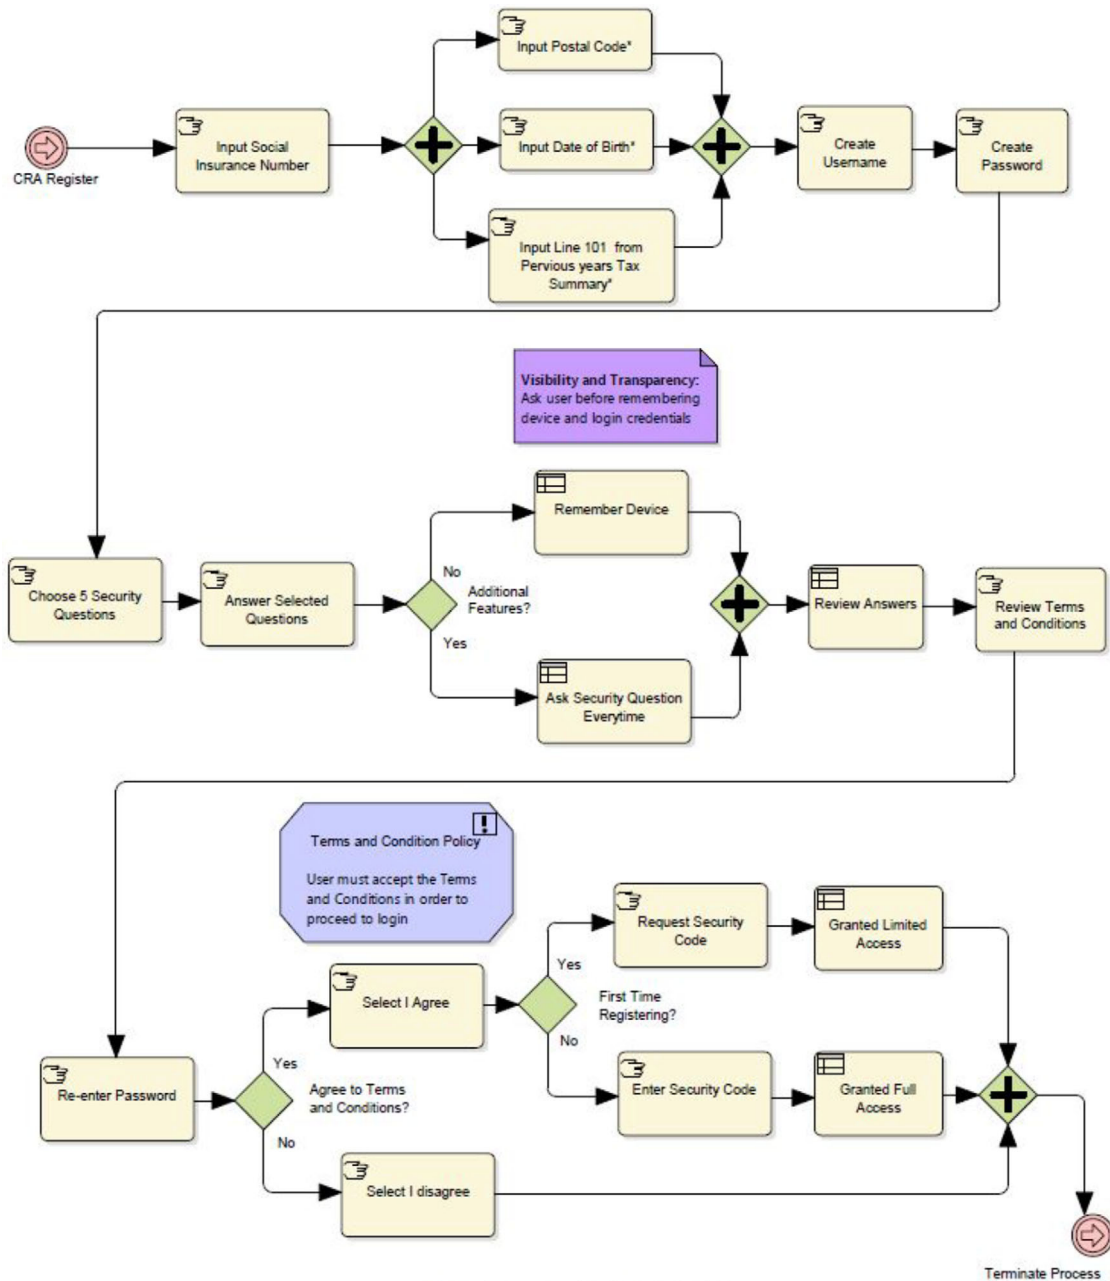 Input Postal Code*
Input Social
Insurance Number
CRA Register
Input Date of Birth*
Create
Username
Create
Password
Input Line 101 from
Pervious years Tax
Summary*
Visibility and Transparency:
Ask user before remembering
device and login credentials
Choose 5 Security
Questions
Answer Selected
Questions
No
Additional
Features?
Yes
Remember Device
Ask Security Question
Everytime
Review Answers
Review Terms
and Conditions
Terms and Condition Policy
User must accept the Terms
and Conditions in order to
proceed to login
Re-enter Password
Yes
Agree to Terms
and Conditions?
No
Select I Agree
Select I disagree
Yes
First Time
Registering?
No
Request Security
Code
Granted Limited
Access
Enter Security Code
Granted Full
Access
Terminate Process